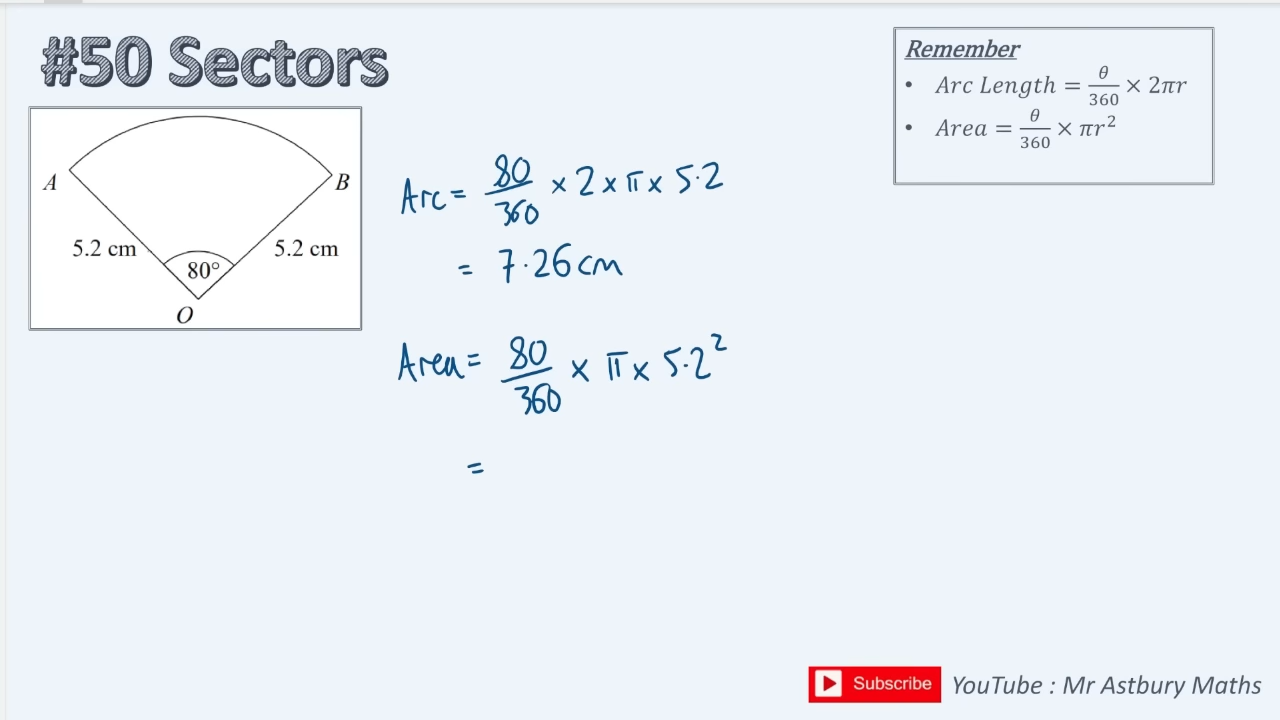 #50 Sectors
Remember
• Arc Length = θ/360 × 2πr
• Area = θ/360 × πr²
A
B
5.2 cm
5.2 cm
80°
O
Arc = 80/360 × 2 × π × 5.2
= 7.26cm
Area = 80/360 × π × 5.2²
=
Subscribe
YouTube : Mr Astbury Maths